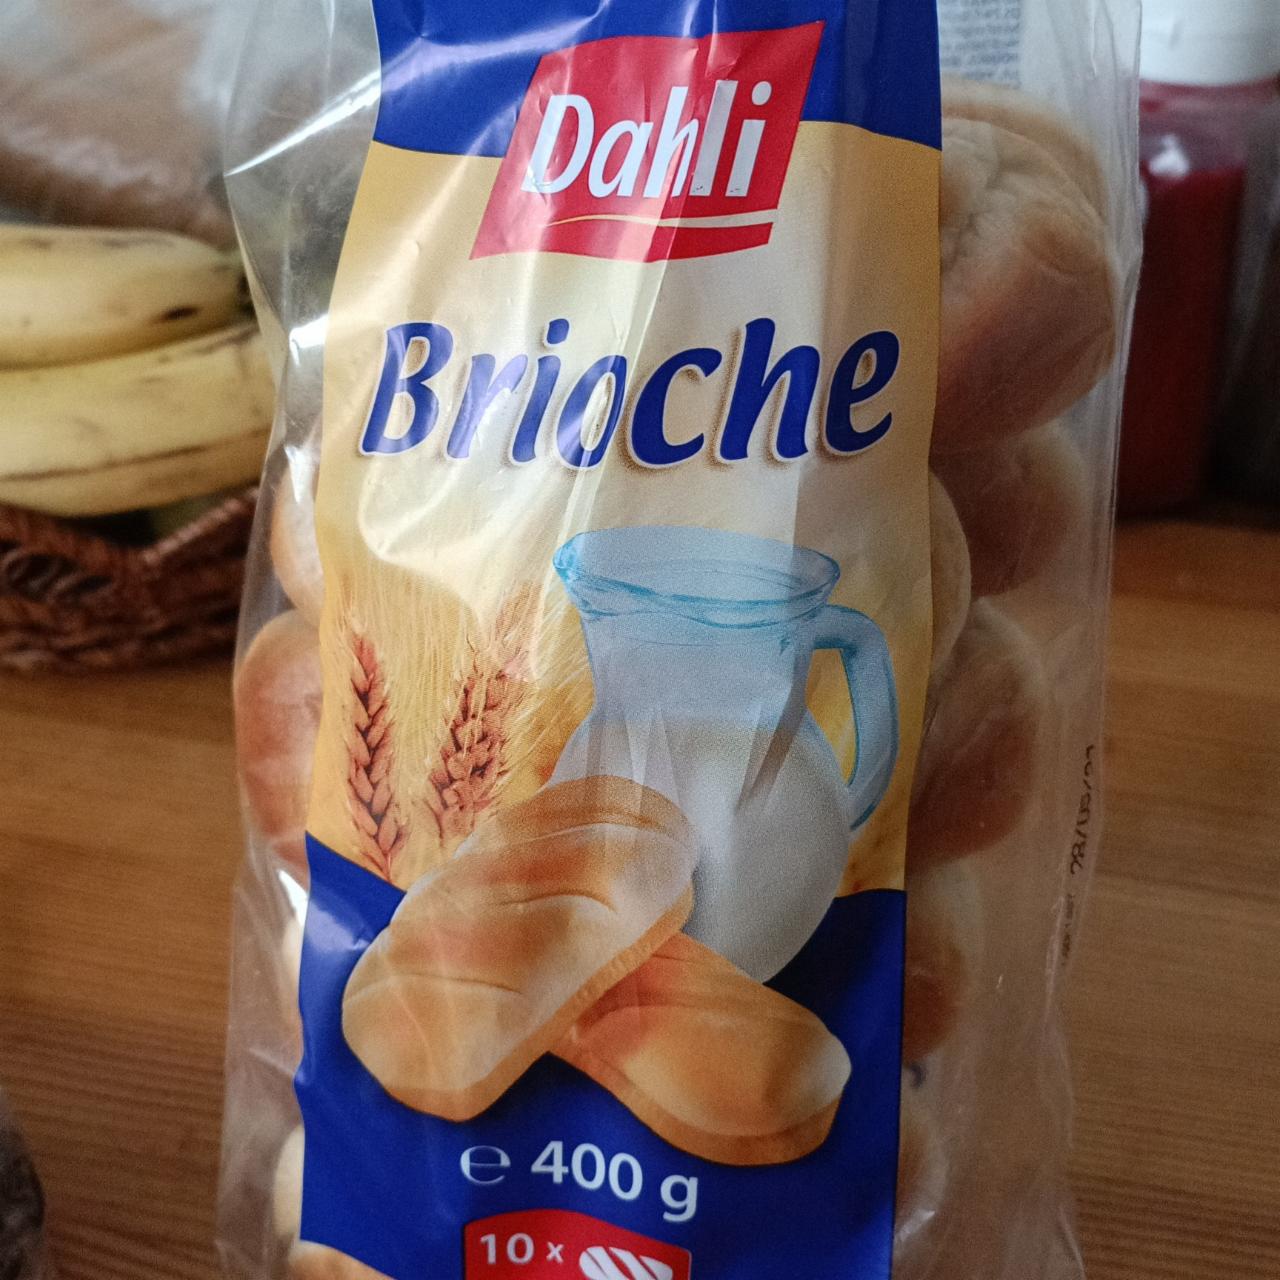 Dahli
Brioche
℮ 400 g
10 x